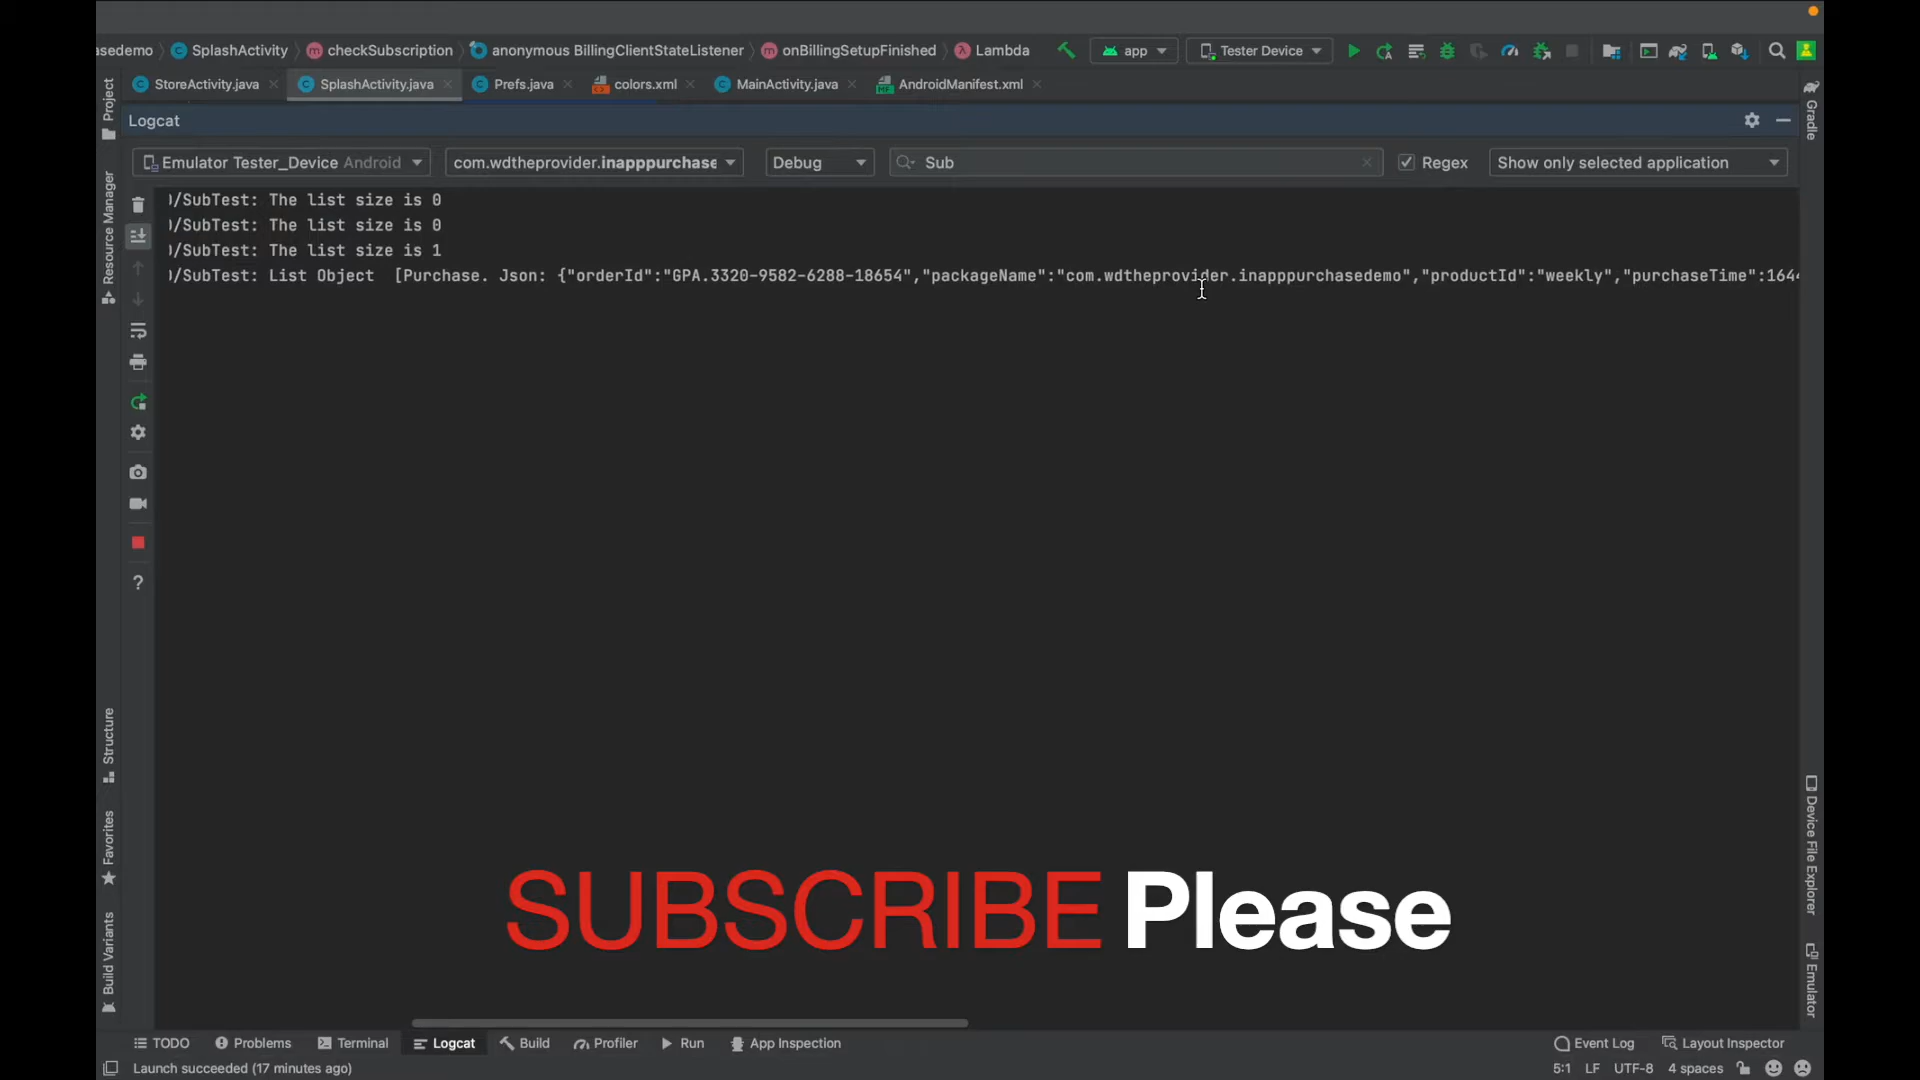 asedemo SplashActivity checkSubscription anonymous BillingClientStateListener onBillingSetupFinished Lambda app Tester Device
StoreActivity.java SplashActivity.java Prefs.java colors.xml MainActivity.java AndroidManifest.xml
Logcat
Emulator Tester_Device Android com.wdtheprovider.inapppurchase Debug Sub Regex Show only selected application
)/SubTest: The list size is 0
)/SubTest: The list size is 0
)/SubTest: The list size is 1
)/SubTest: List Object [Purchase. Json: {"orderId":"GPA.3320-9582-6288-18654","packageName":"com.wdtheprovider.inapppurchasedemo","productId":"weekly","purchaseTime":164
Project
Resource Manager
Structure
Favorites
Build Variants
Gradle
Device File Explorer
Emulator
?
SUBSCRIBE Please
TODO Problems Terminal Logcat Build Profiler Run App Inspection Event Log Layout Inspector
Launch succeeded (17 minutes ago) 5:1 LF UTF-8 4 spaces